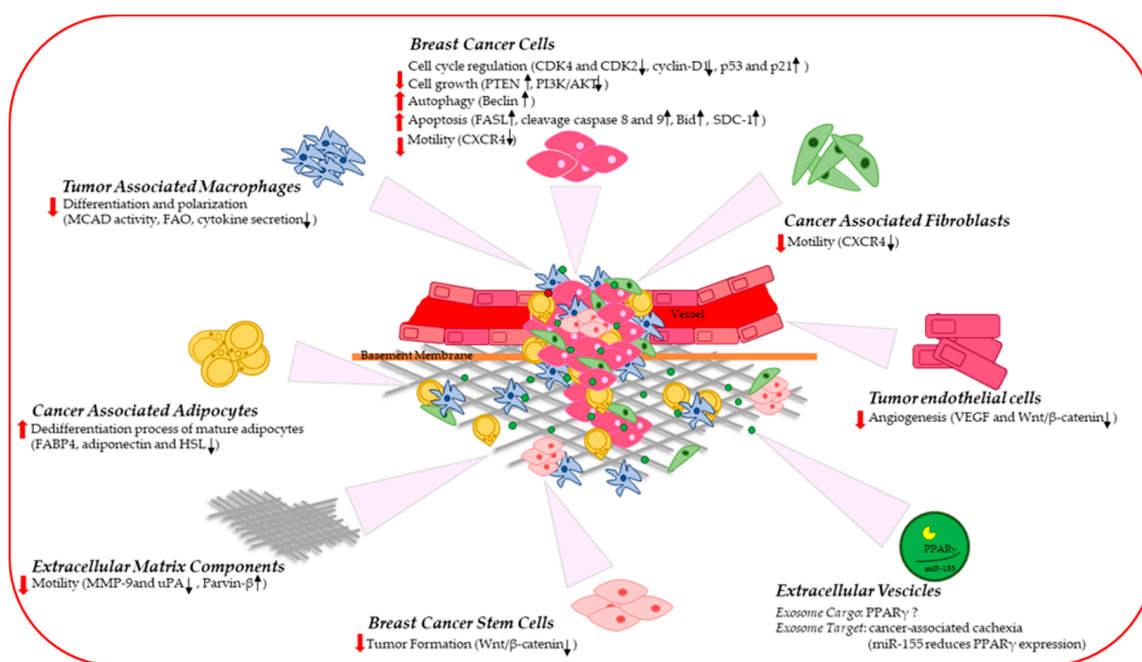 Breast Cancer Cells
Cell cycle regulation (CDK4 and CDK2↓, cyclin-D1↓, p53 and p21↑)
↓Cell growth (PTEN ↑, PI3K/AKT↓)
↑Autophagy (Beclin ↑)
↑Apoptosis (FASL↑, cleavage caspase 8 and 9↑, Bid↑, SDC-1↑)
↓Motility (CXCR4↓)
Tumor Associated Macrophages
↓Differentiation and polarization
(MCAD activity, FAO, cytokine secretion↓)
Cancer Associated Fibroblasts
↓Motility (CXCR4↓)
Vessel
Basement Membrane
Cancer Associated Adipocytes
↑Dedifferentiation process of mature adipocytes
(FABP4, adiponectin and HSL↓)
Tumor endothelial cells
↓Angiogenesis (VEGF and Wnt/β-catenin↓)
Extracellular Matrix Components
↓Motility (MMP-9and uPA↓, Parvin-β↑)
Breast Cancer Stem Cells
↓Tumor Formation (Wnt/β-catenin↓)
PPARγ
miR-155
Extracellular Vescicles
Exosome Cargo: PPARγ ?
Exosome Target: cancer-associated cachexia
(miR-155 reduces PPARγ expression)